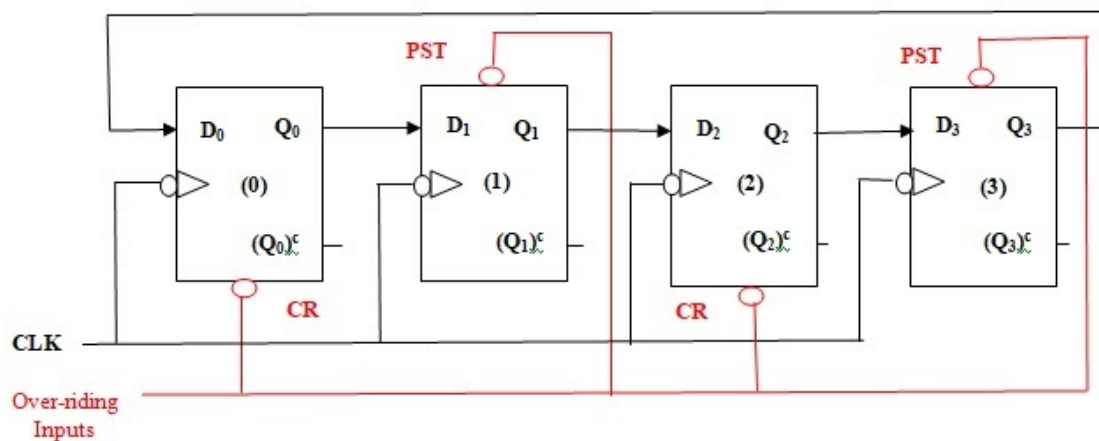 PST
PST
D₀ Q₀
D₁ Q₁
D₂ Q₂
D₃ Q₃
(0)
(1)
(2)
(3)
(Q₀)ᶜ
(Q₁)ᶜ
(Q₂)ᶜ
(Q₃)ᶜ
CR
CR
CLK
Over-riding
Inputs